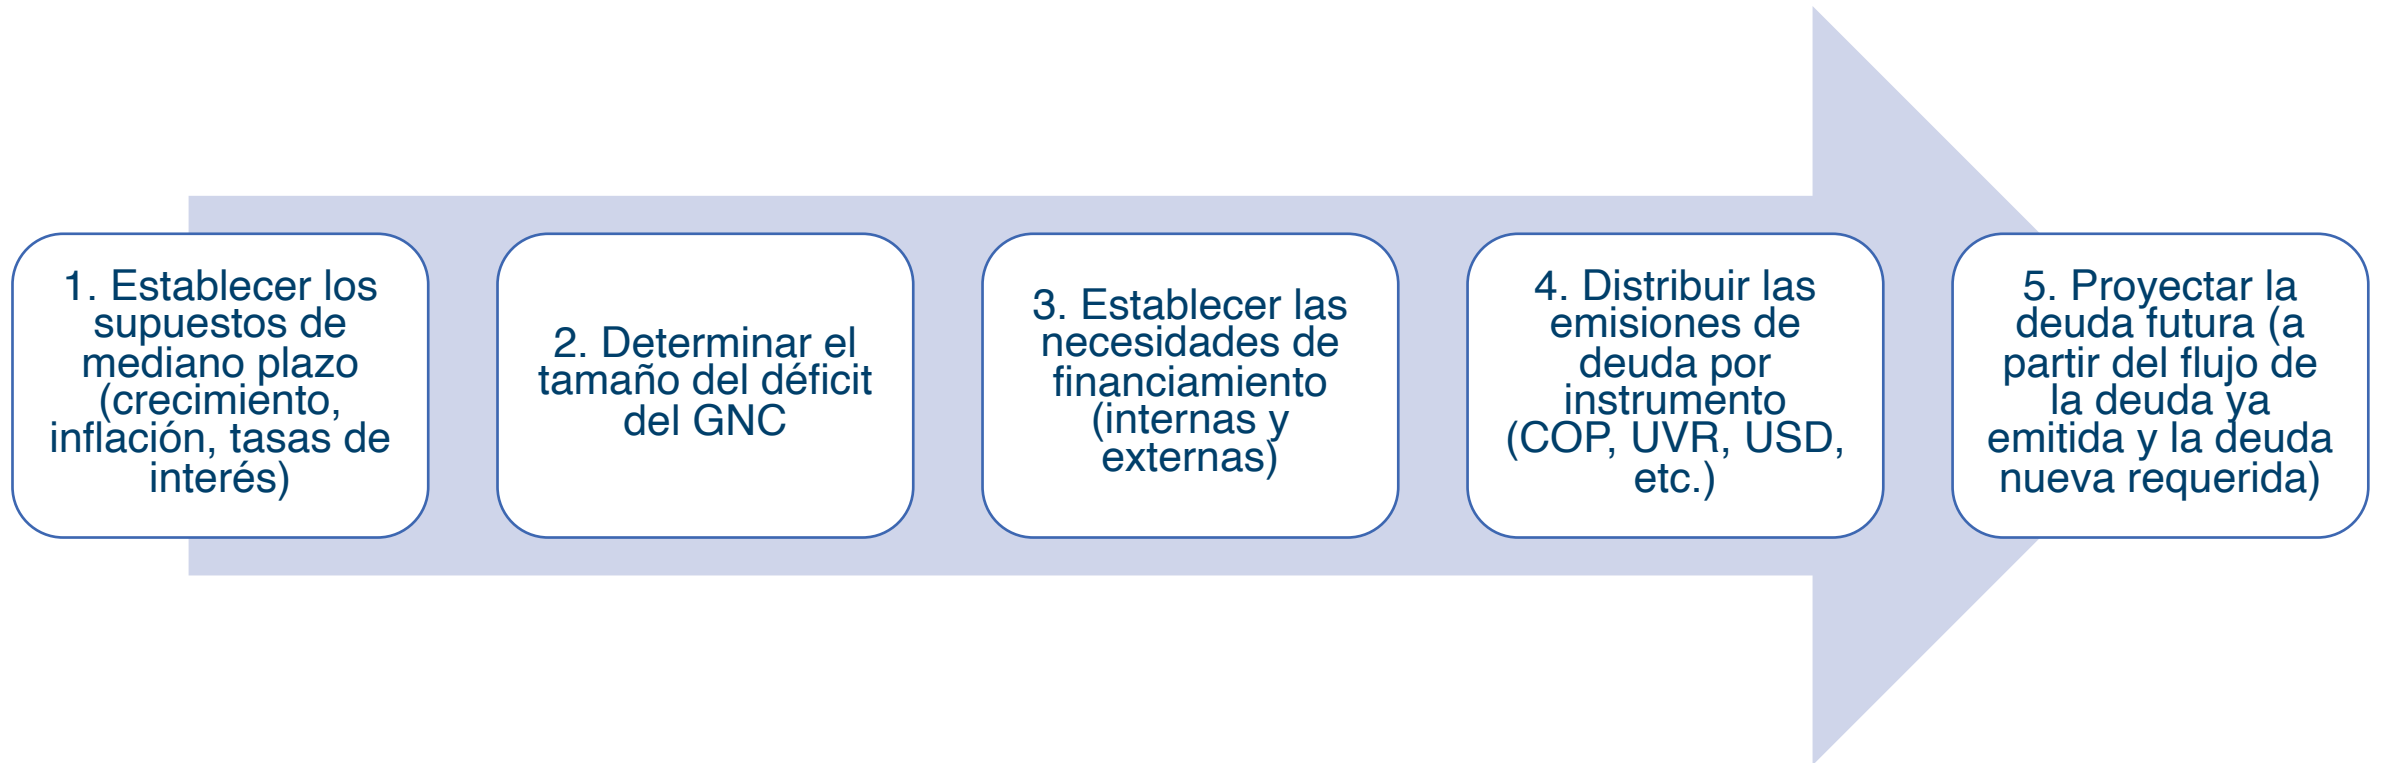 1. Establecer los
supuestos de
mediano plazo
(crecimiento,
inflación, tasas de
interés)
2. Determinar el
tamaño del déficit
del GNC
3. Establecer las
necesidades de
financiamiento
(internas y
externas)
4. Distribuir las
emisiones de
deuda por
instrumento
(COP, UVR, USD,
etc.)
5. Proyectar la
deuda futura (a
partir del flujo de
la deuda ya
emitida y la deuda
nueva requerida)